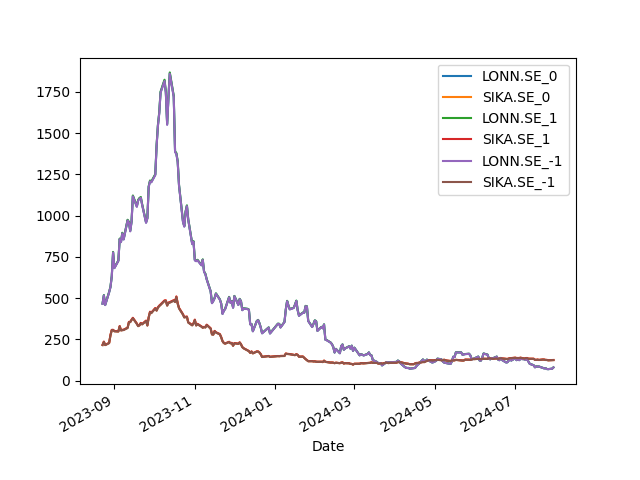 1750
1500
1250
1000
750
500
250
0
LONN.SE_0
SIKA.SE_0
LONN.SE_1
SIKA.SE_1
LONN.SE_-1
SIKA.SE_-1
2023-09
2023-11
2024-01
2024-03
2024-05
2024-07
Date